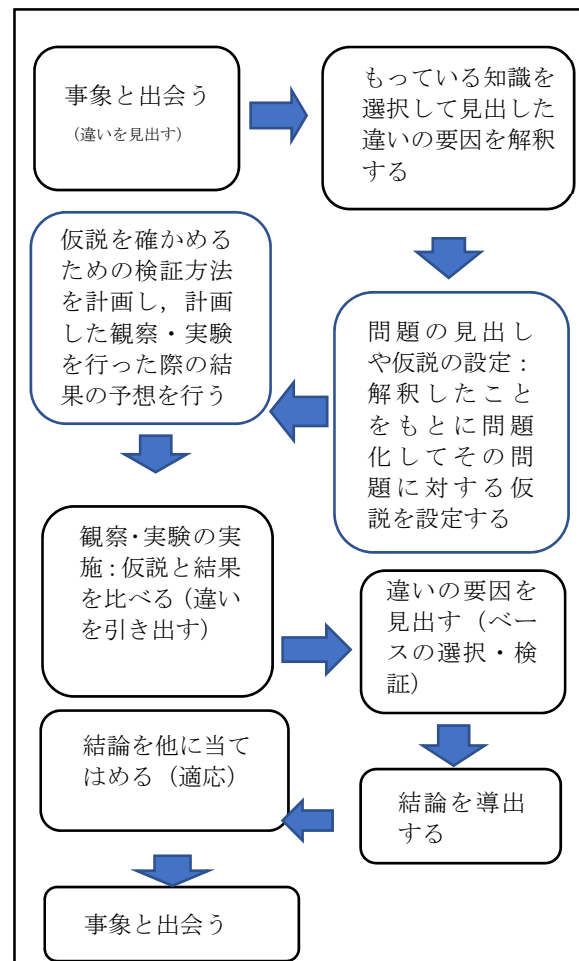 事象と出会う
（違いを見出す）
もっている知識を
選択して見出した
違いの要因を解釈
する
問題の見出し
や仮説の設定：
解釈したこと
をもとに問題
化してその問
題に対する仮
説を設定する
仮説を確かめる
ための検証方法
を計画し，計画
した観察・実験
を行った際の結
果の予想を行う
観察・実験の実
施：仮説と結果
を比べる（違い
を引き出す）
違いの要因を
見出す（ベー
スの選択・検
証）
結論を導出
する
結論を他に当て
はめる（適応）
事象と出会う